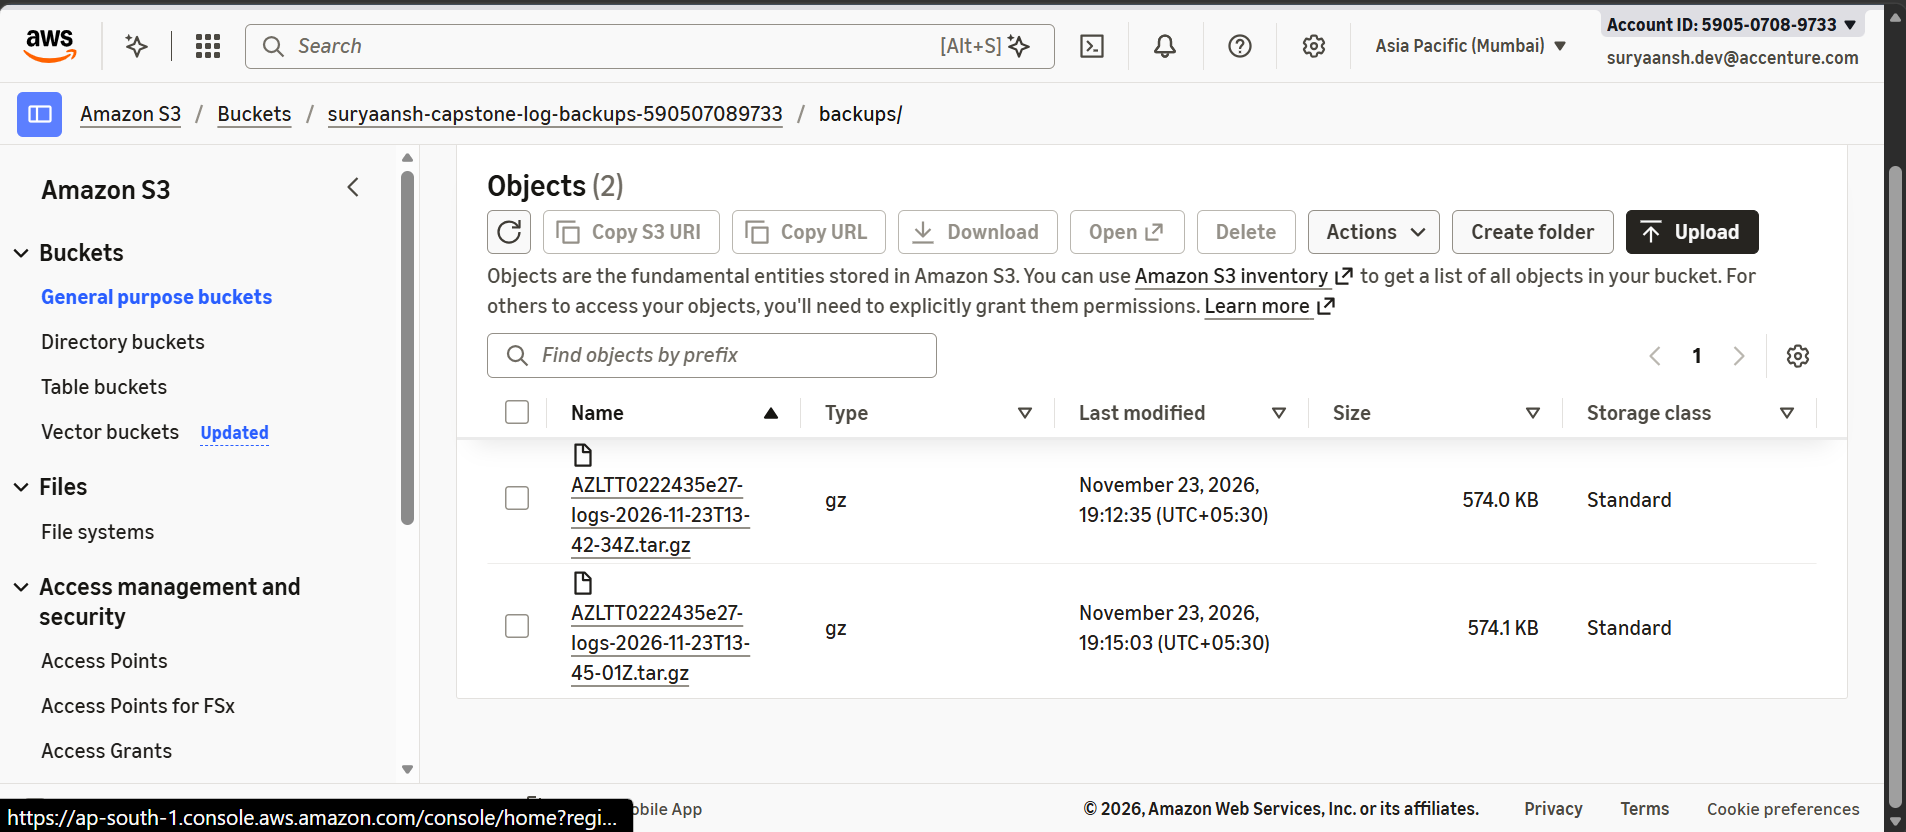 aws
Search [Alt+S]
Asia Pacific (Mumbai)
Account ID: 5905-0708-9733
suryaansh.dev@accenture.com
Amazon S3 / Buckets / suryaansh-capstone-log-backups-590507089733 / backups/
Amazon S3
Buckets
General purpose buckets
Directory buckets
Table buckets
Vector buckets Updated
Files
File systems
Access management and
security
Access Points
Access Points for FSx
Access Grants
Objects (2)
Copy S3 URI Copy URL Download Open Delete Actions Create folder Upload
Objects are the fundamental entities stored in Amazon S3. You can use Amazon S3 inventory to get a list of all objects in your bucket. For
others to access your objects, you'll need to explicitly grant them permissions. Learn more
Find objects by prefix
1
Name Type Last modified Size Storage class
AZLTT0222435e27-
logs-2026-11-23T13-
42-34Z.tar.gz
gz
November 23, 2026,
19:12:35 (UTC+05:30)
574.0 KB
Standard
AZLTT0222435e27-
logs-2026-11-23T13-
45-01Z.tar.gz
gz
November 23, 2026,
19:15:03 (UTC+05:30)
574.1 KB
Standard
https://ap-south-1.console.aws.amazon.com/console/home?regi...
obile App
© 2026, Amazon Web Services, Inc. or its affiliates. Privacy Terms Cookie preferences